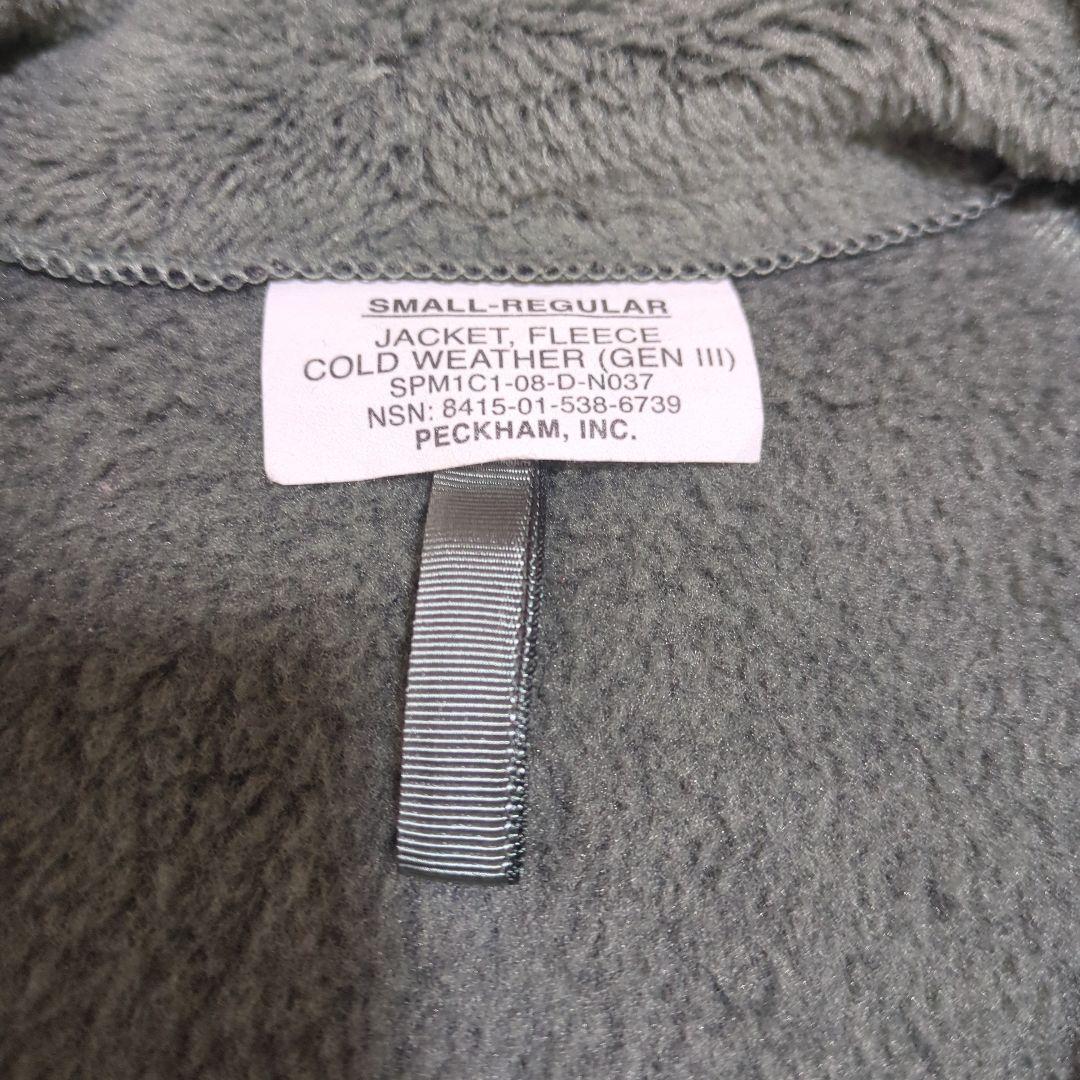 SMALL-REGULAR
JACKET, FLEECE
COLD WEATHER (GEN III)
SPM1C1-08-D-N037
NSN: 8415-01-538-6739
PECKHAM, INC.